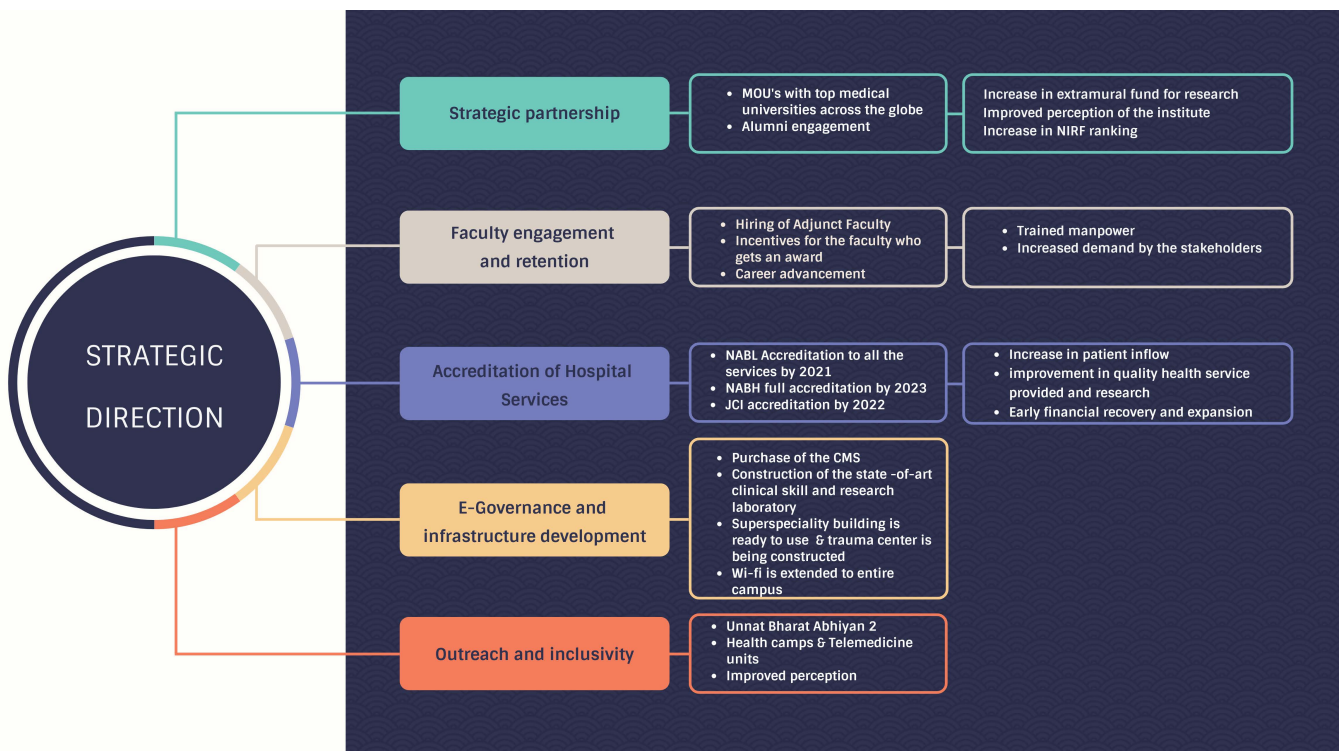 STRATEGIC
DIRECTION
Strategic partnership
• MOU's with top medical
universities across the globe
• Alumni engagement
Increase in extramural fund for research
Improved perception of the institute
Increase in NIRF ranking
Faculty engagement
and retention
• Hiring of Adjunct Faculty
• Incentives for the faculty who
gets an award
• Career advancement
• Trained manpower
• Increased demand by the stakeholders
Accreditation of Hospital
Services
• NABL Accreditation to all the
services by 2021
• NABH full accreditation by 2023
• JCI accreditation by 2022
• Increase in patient inflow
• improvement in quality health service
provided and research
• Early financial recovery and expansion
E-Governance and
infrastructure development
• Purchase of the CMS
• Construction of the state -of-art
clinical skill and research
laboratory
• Superspeciality building is
ready to use & trauma center is
being constructed
• Wi-fi is extended to entire
campus
Outreach and inclusivity
• Unnat Bharat Abhiyan 2
• Health camps & Telemedicine
units
• Improved perception